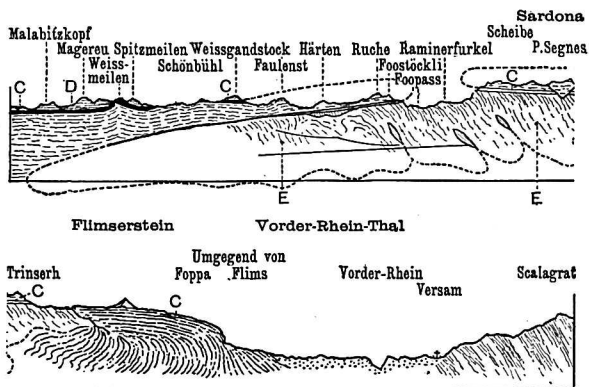 Sardona
Malabitzkopf
Scheibe
Magereu Spitzmeilen Weissgandstock Härten Ruche Raminerfurkel
P.Segnes
Weiss-
meilen
Schönbühl
Faulenst
Foostöckli
Foopass
C D C C
E E
Flimserstein Vorder-Rhein-Thal
Umgegend von
Trinserh Foppa Flims Vorder-Rhein Scalagrat
Versam
C
C